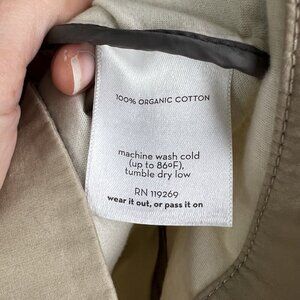 100% ORGANIC COTTON
machine wash cold
(up to 86ºF),
tumble dry low
RN 119269
wear it out, or pass it on